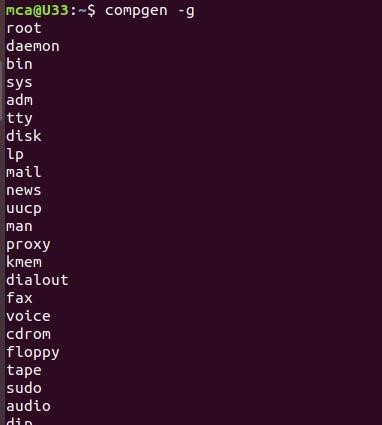 mca@U33:~$ compgen -g
root
daemon
bin
sys
adm
tty
disk
lp
mail
news
uucp
man
proxy
kmem
dialout
fax
voice
cdrom
floppy
tape
sudo
audio
dip